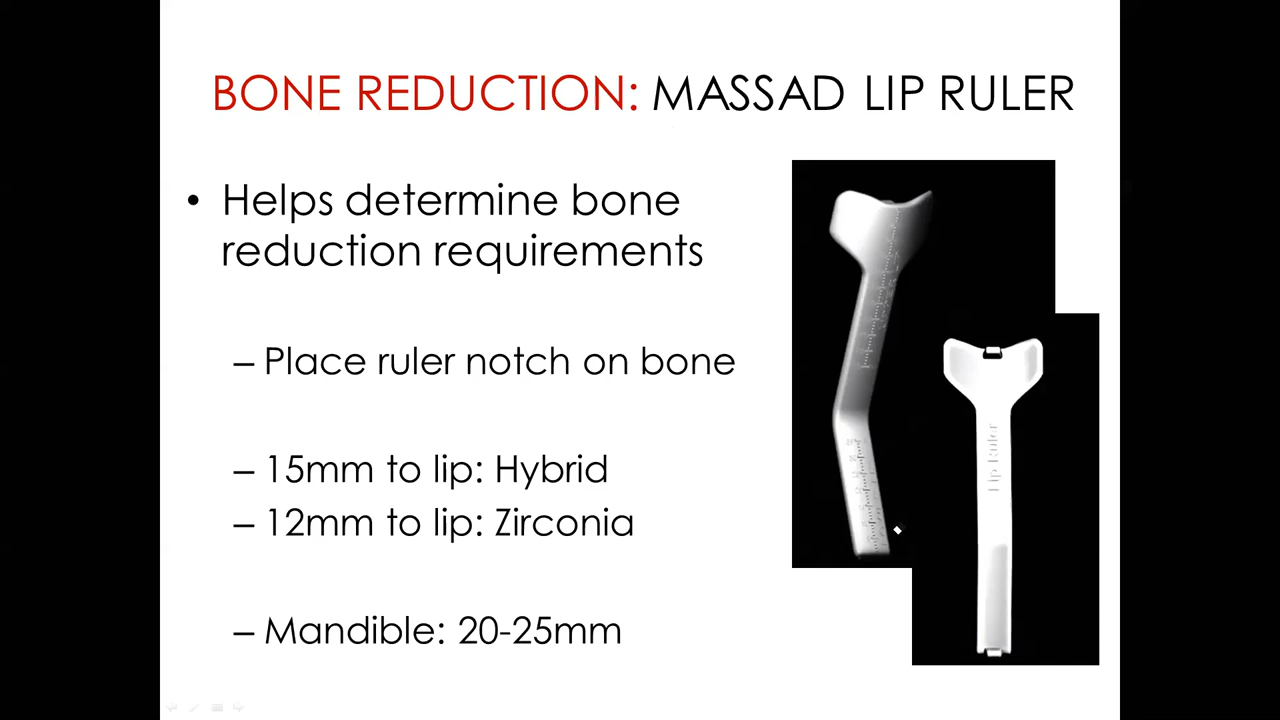 BONE REDUCTION: MASSAD LIP RULER
• Helps determine bone
reduction requirements
– Place ruler notch on bone
– 15mm to lip: Hybrid
– 12mm to lip: Zirconia
– Mandible: 20-25mm
Lip Ruler